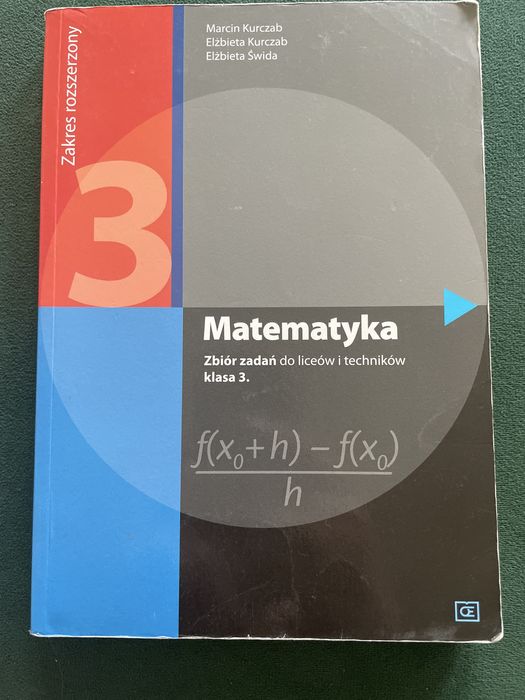 Marcin Kurczab
Elżbieta Kurczab
Elżbieta Świda
Zakres rozszerzony
3
Matematyka
Zbiór zadań do liceów i techników
klasa 3.
f(x₀+h) – f(x₀)
h
OE